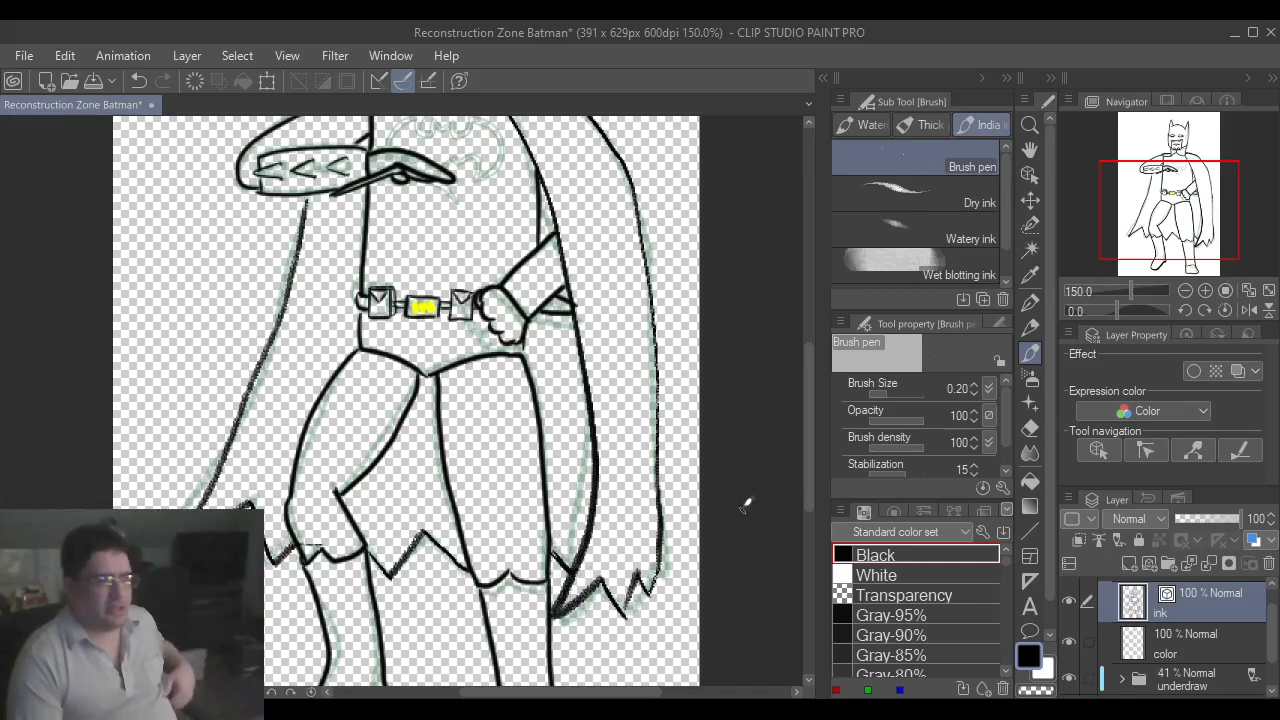 Reconstruction Zone Batman* (391 x 629px 600dpi 150.0%) - CLIP STUDIO PAINT PRO
File Edit Animation Layer Select View Filter Window Help
Reconstruction Zone Batman*
Sub Tool [Brush]
Water
Thick
India i
Brush pen
Dry ink
Watery ink
Wet blotting ink
Tool property [Brush pe
Brush pen
Brush Size 0.20
Opacity 100
Brush density 100
Stabilization 15
Standard color set
Black
White
Transparency
Gray-95%
Gray-90%
Gray-85%
Gray-80%
Navigator
150.0
0.0
Layer Property
Effect
Expression color
Color
Tool navigation
Layer
Normal 100
100 % Normal
ink
100 % Normal
color
41 % Normal
underdraw